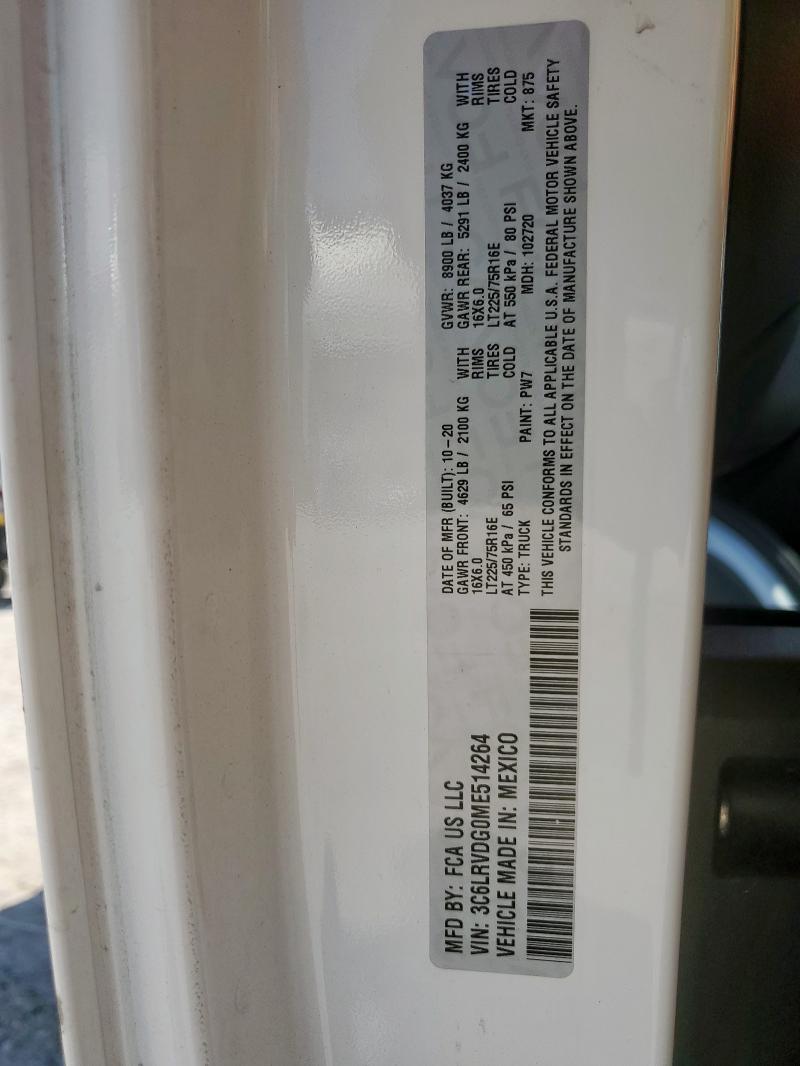 MFD BY: FCA US LLC
VIN: 3C6LRVDG0ME514264
VEHICLE MADE IN: MEXICO
DATE OF MFR (BUILT): 10-20 GVWR: 8900 LB / 4037 KG
GAWR FRONT: 4629 LB / 2100 KG WITH GAWR REAR: 5291 LB / 2400 KG WITH
16X6.0 RIMS 16X6.0 RIMS
LT225/75R16E TIRES LT225/75R16E TIRES
AT 450 kPa / 65 PSI COLD AT 550 kPa / 80 PSI COLD
TYPE: TRUCK PAINT: PW7 MDH: 102720 MKT: 875
THIS VEHICLE CONFORMS TO ALL APPLICABLE U.S.A. FEDERAL MOTOR VEHICLE SAFETY
STANDARDS IN EFFECT ON THE DATE OF MANUFACTURE SHOWN ABOVE.